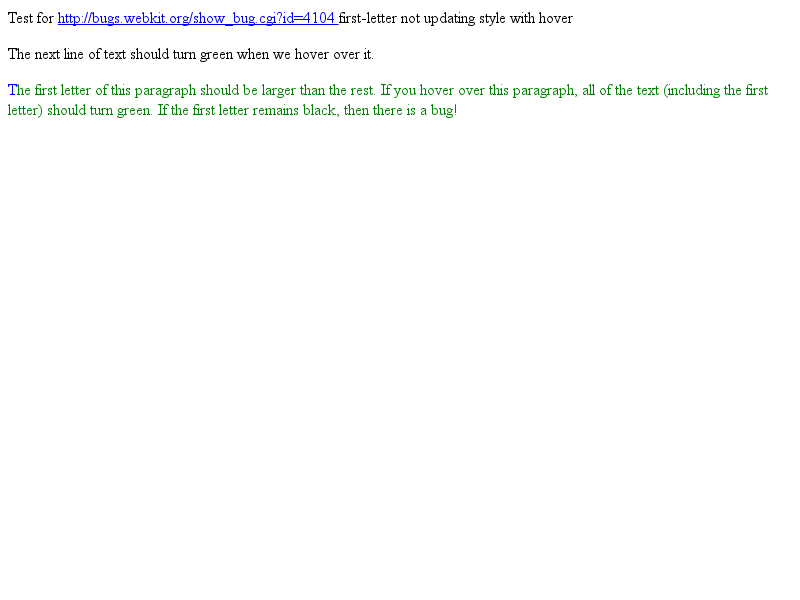 Test for http://bugs.webkit.org/show_bug.cgi?id=4104 first-letter not updating style with hover
The next line of text should turn green when we hover over it.
The first letter of this paragraph should be larger than the rest. If you hover over this paragraph, all of the text (including the first
letter) should turn green. If the first letter remains black, then there is a bug!